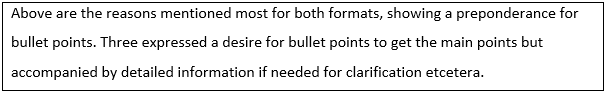 Above are the reasons mentioned most for both formats, showing a preponderance for
bullet points. Three expressed a desire for bullet points to get the main points but
accompanied by detailed information if needed for clarification etcetera.